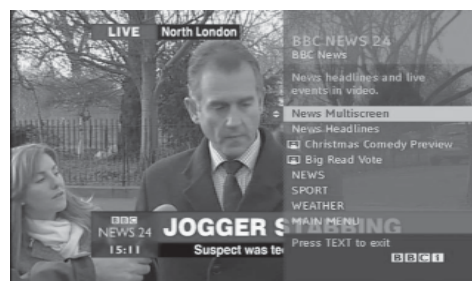 LIVE North London
BBC NEWS 24
BBC News
News headlines and live
events in video.
News Multiscreen
News Headlines
Christmas Comedy Preview
Big Read Vote
NEWS
SPORT
WEATHER
MAIN MENU
Press TEXT to exit
BBC 1
BBC
NEWS 24
15:11
JOGGER STABBING
Suspect was